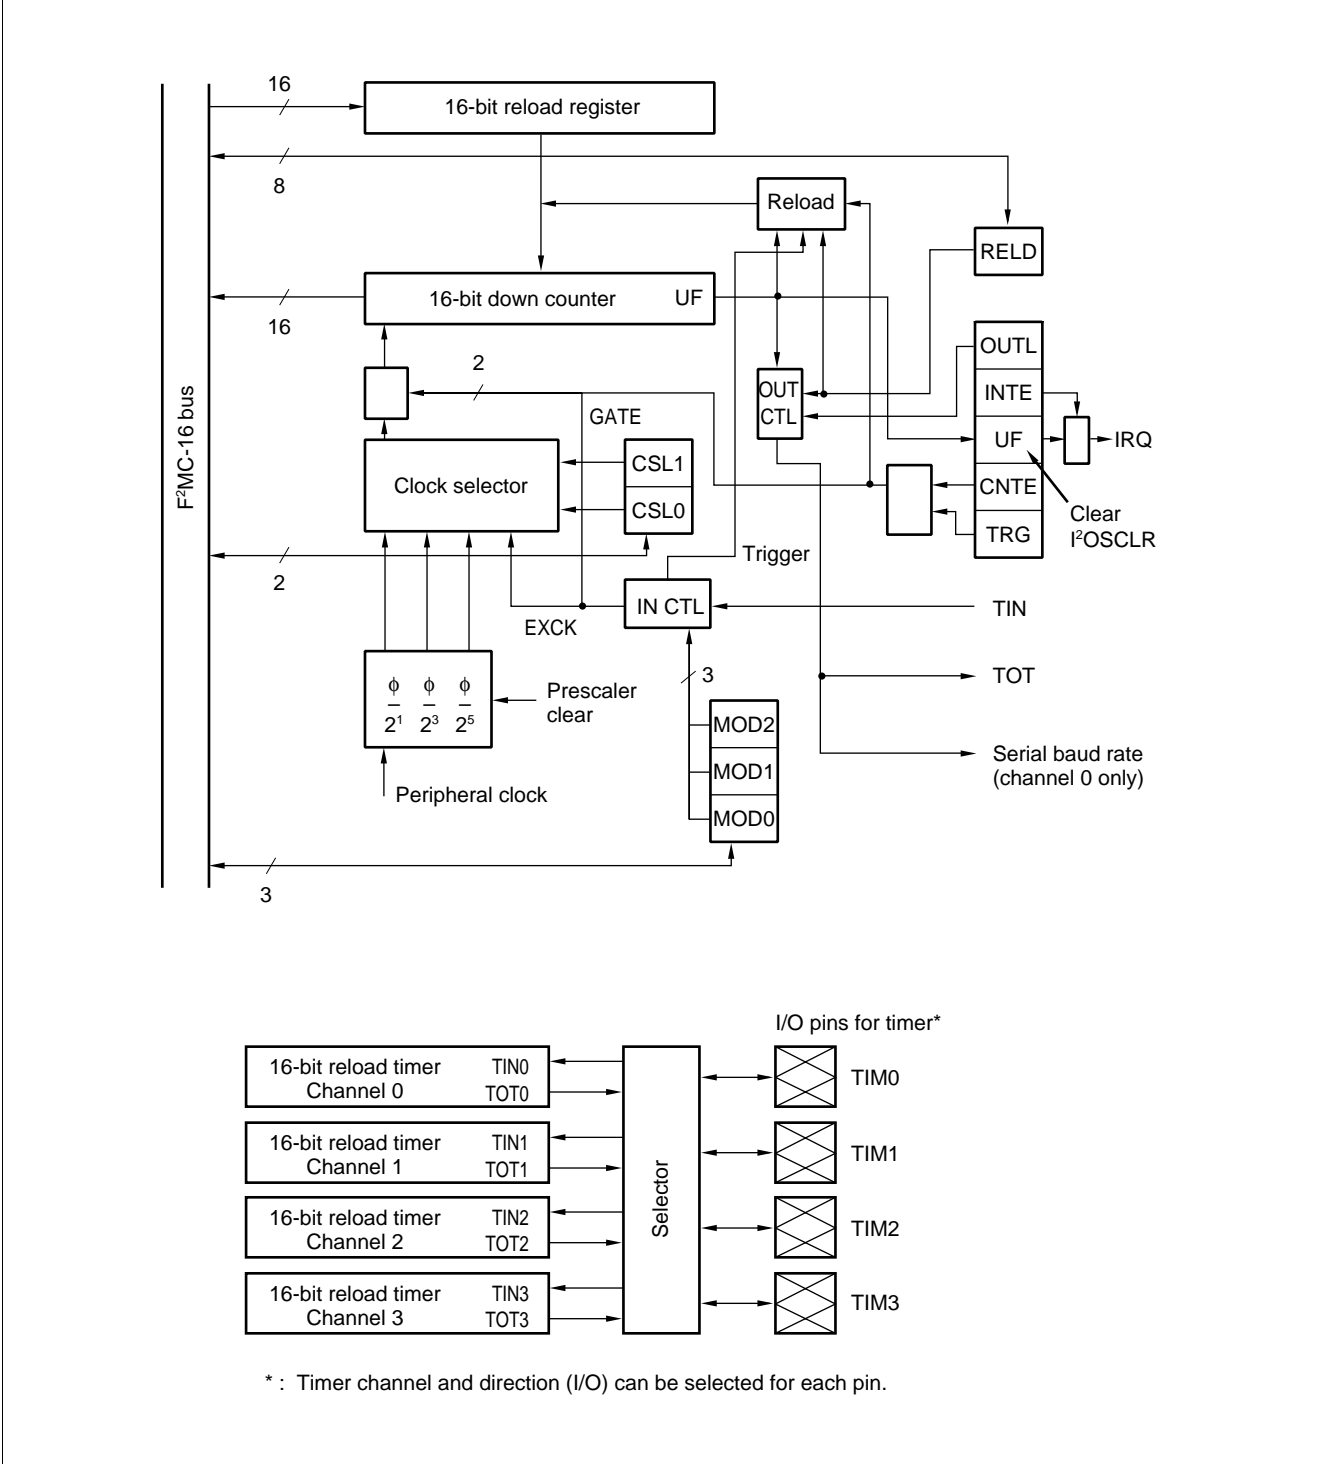 16
16-bit reload register
8
Reload
RELD
16-bit down counter UF
16
OUTL
2
INTE
OUT
CTL
GATE
F²MC-16 bus
UF
IRQ
CSL1
Clock selector
CNTE
CSL0
Clear
I²OSCLR
TRG
Trigger
2
IN CTL
TIN
EXCK
3
TOT
ϕ ϕ ϕ
2¹ 2³ 2⁵
Prescaler
clear
MOD2
Serial baud rate
(channel 0 only)
MOD1
Peripheral clock
MOD0
3
I/O pins for timer*
16-bit reload timer TIN0
Channel 0 TOT0
TIM0
16-bit reload timer TIN1
Channel 1 TOT1
TIM1
Selector
16-bit reload timer TIN2
Channel 2 TOT2
TIM2
16-bit reload timer TIN3
Channel 3 TOT3
TIM3
* : Timer channel and direction (I/O) can be selected for each pin.